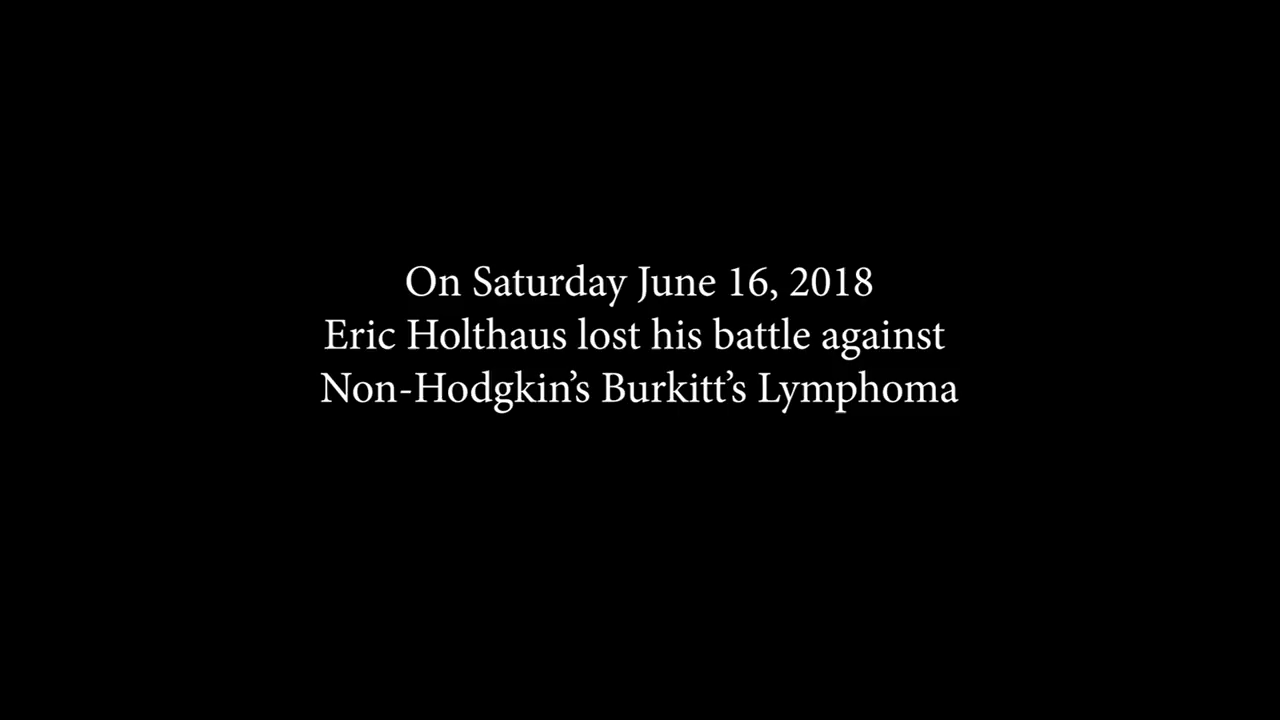 On Saturday June 16, 2018
Eric Holthaus lost his battle against
Non-Hodgkin’s Burkitt’s Lymphoma